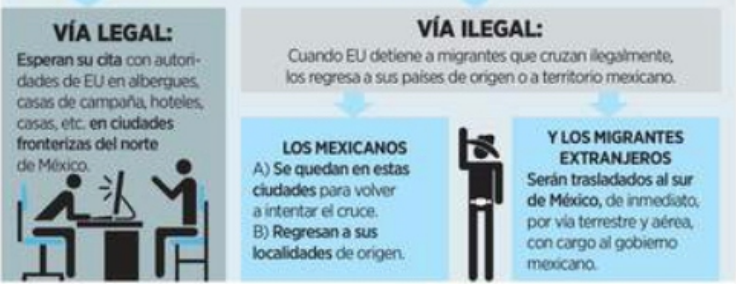 VÍA LEGAL:
Esperan su cita con autori-
dades de EU en albergues,
casas de campaña, hoteles,
casas, etc. en ciudades
fronterizas del norte
de México.
VÍA ILEGAL:
Cuando EU detiene a migrantes que cruzan ilegalmente,
los regresa a sus países de origen o a territorio mexicano.
LOS MEXICANOS
A) Se quedan en estas
ciudades para volver
a intentar el cruce.
B) Regresan a sus
localidades de origen.
Y LOS MIGRANTES
EXTRANJEROS
Serán trasladados al sur
de México, de inmediato,
por vía terrestre y aérea,
con cargo al gobierno
mexicano.